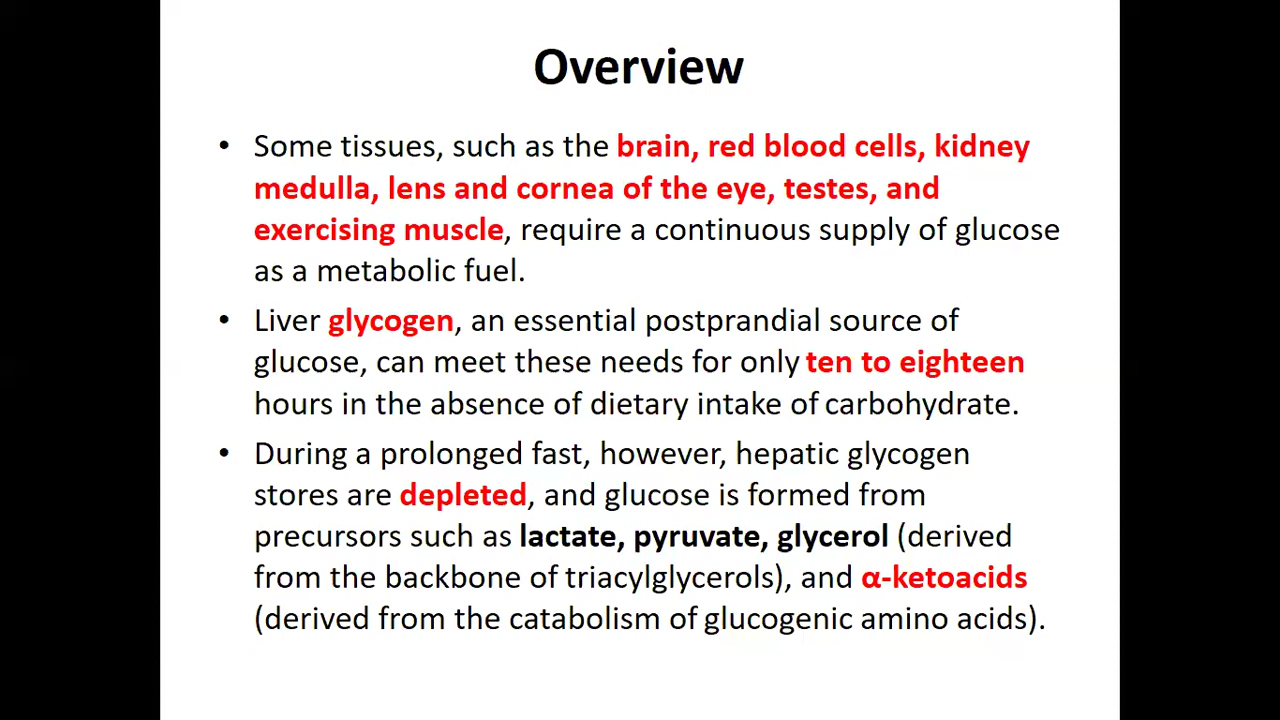 Overview
• Some tissues, such as the brain, red blood cells, kidney
medulla, lens and cornea of the eye, testes, and
exercising muscle, require a continuous supply of glucose
as a metabolic fuel.
• Liver glycogen, an essential postprandial source of
glucose, can meet these needs for only ten to eighteen
hours in the absence of dietary intake of carbohydrate.
• During a prolonged fast, however, hepatic glycogen
stores are depleted, and glucose is formed from
precursors such as lactate, pyruvate, glycerol (derived
from the backbone of triacylglycerols), and α-ketoacids
(derived from the catabolism of glucogenic amino acids).